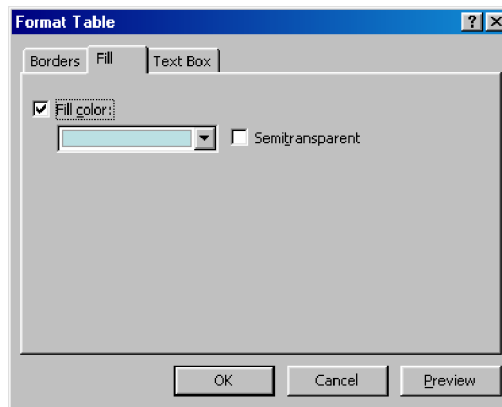 Format Table
Borders Fill Text Box
Fill color:
Semitransparent
OK Cancel Preview